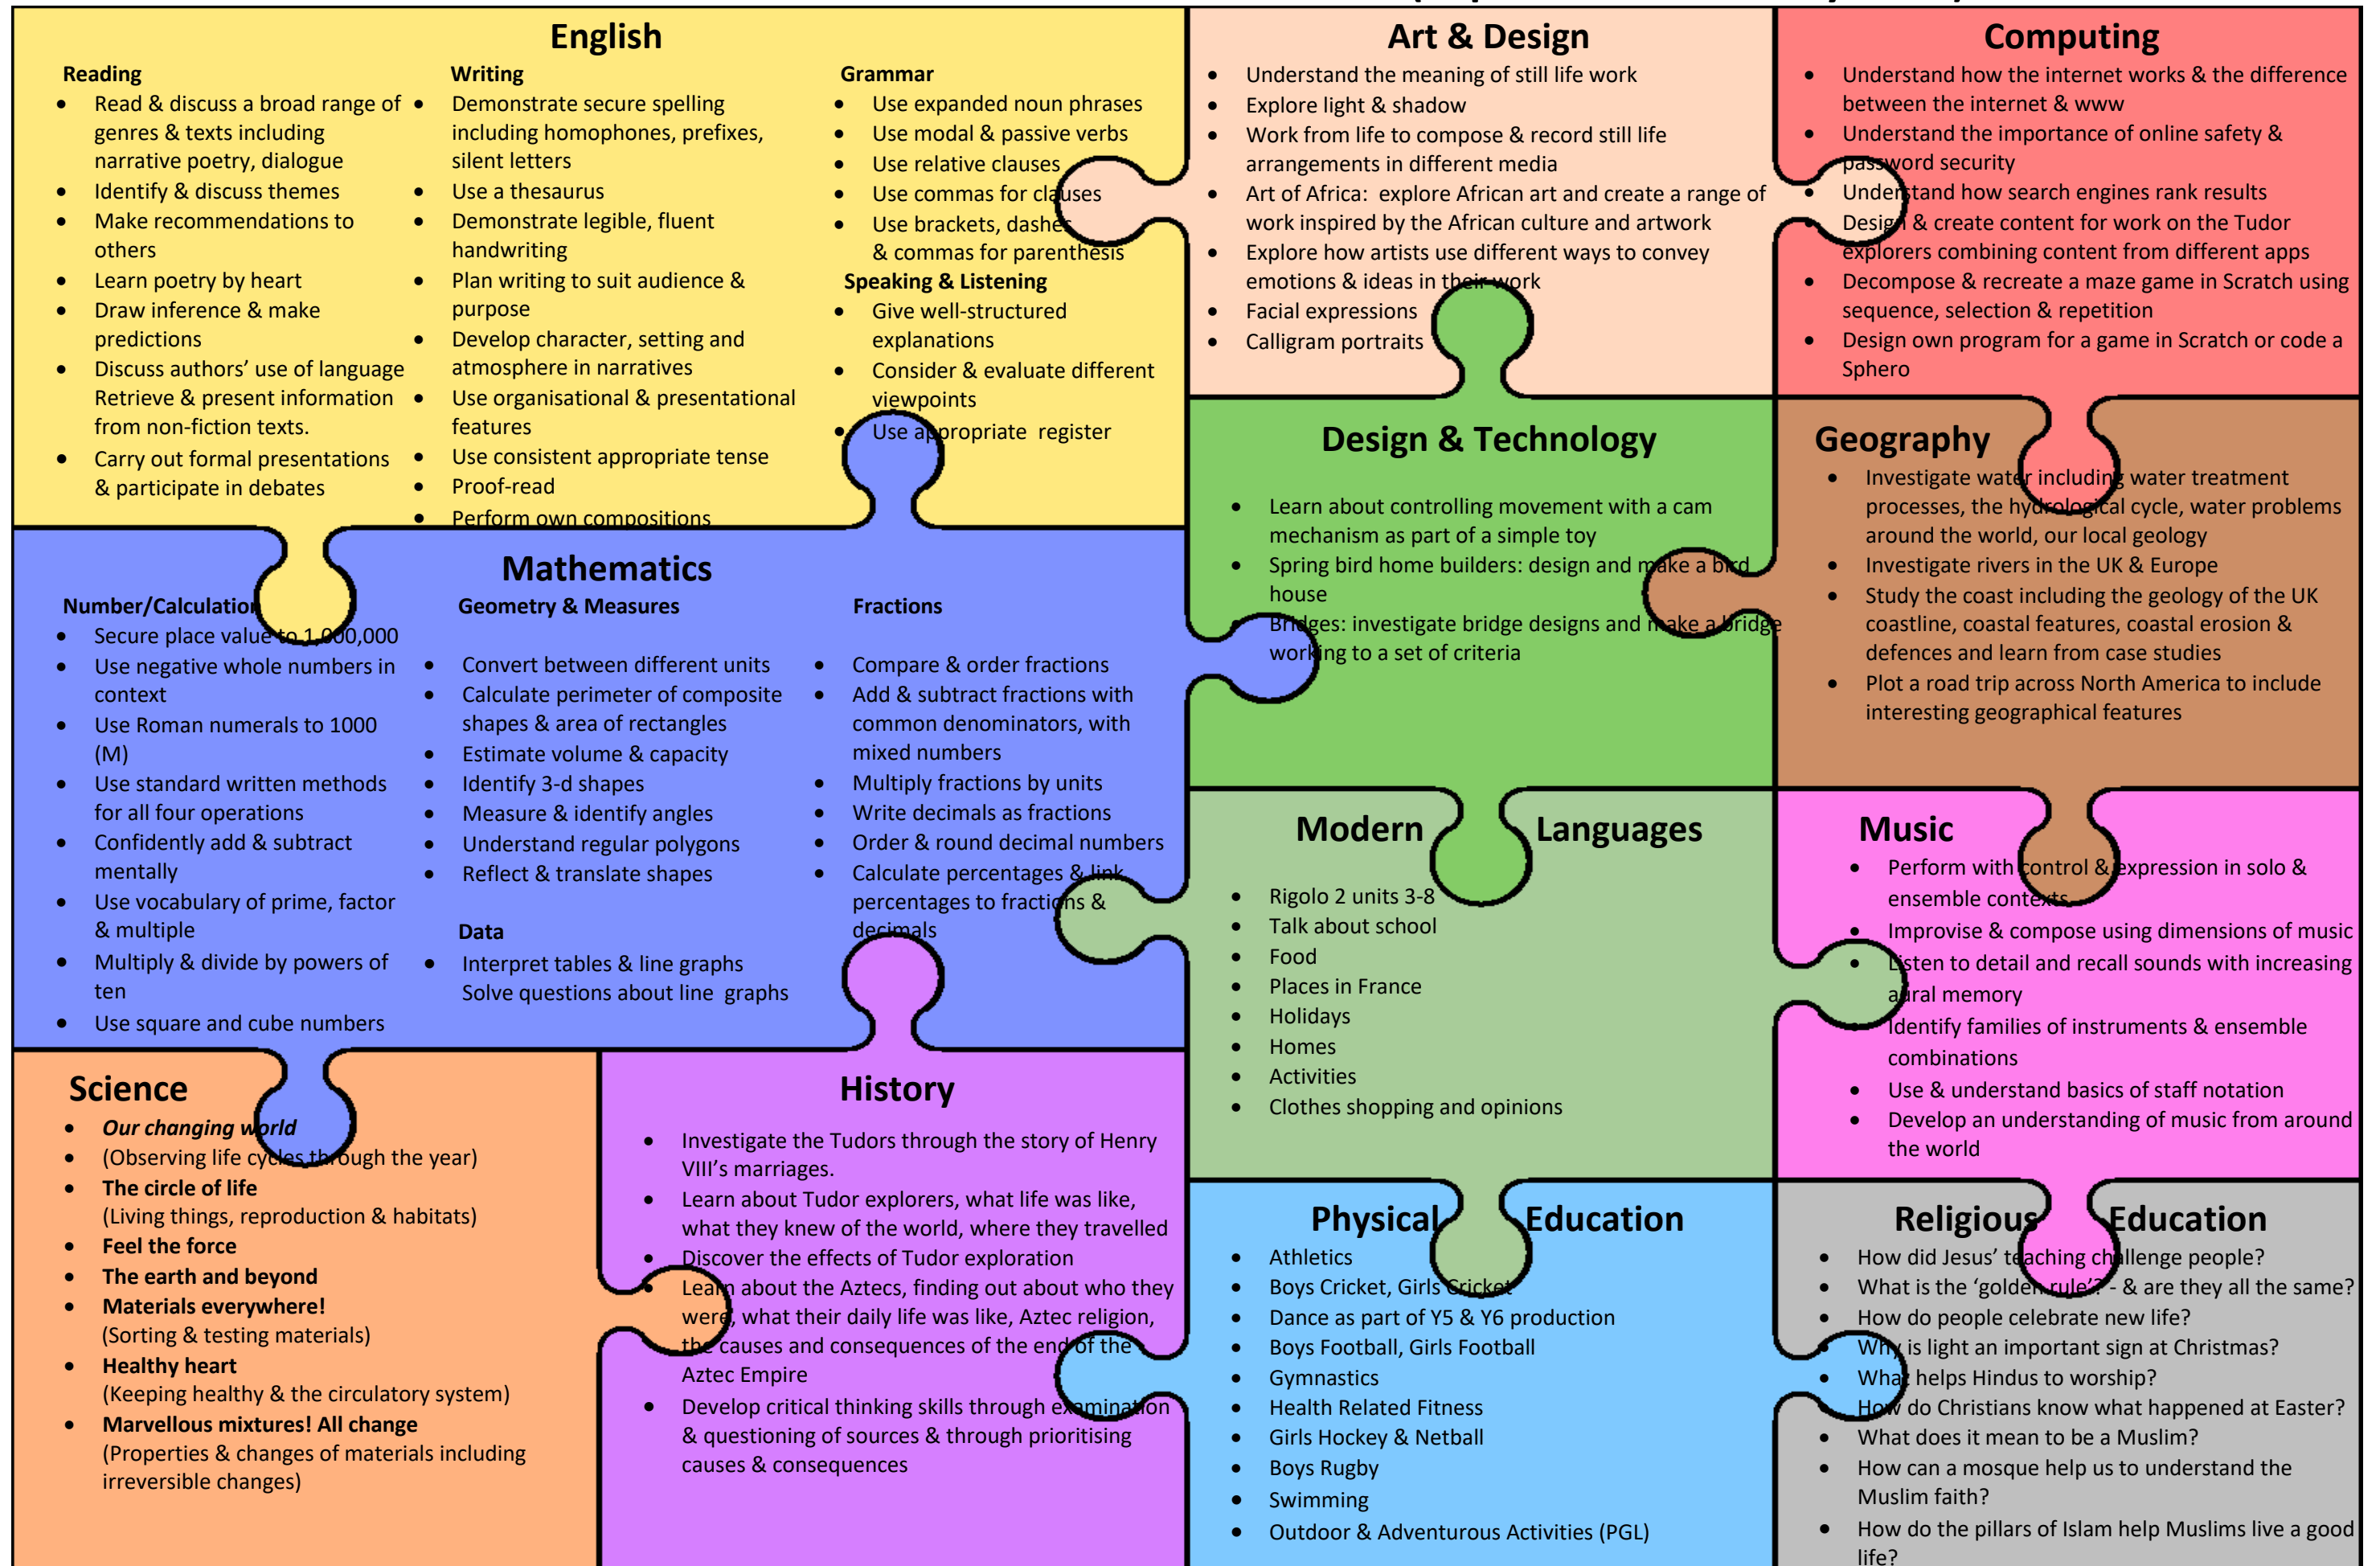 English
Reading
• Read & discuss a broad range of
genres & texts including
narrative poetry, dialogue
• Identify & discuss themes
• Make recommendations to
others
• Learn poetry by heart
• Draw inference & make
predictions
• Discuss authors’ use of language
Retrieve & present information
from non-fiction texts.
• Carry out formal presentations
& participate in debates
Writing
• Demonstrate secure spelling
including homophones, prefixes,
silent letters
• Use a thesaurus
• Demonstrate legible, fluent
handwriting
• Plan writing to suit audience &
purpose
• Develop character, setting and
atmosphere in narratives
• Use organisational & presentational
features
• Use consistent appropriate tense
• Proof-read
• Perform own compositions
Grammar
• Use expanded noun phrases
• Use modal & passive verbs
• Use relative clauses
• Use commas for clauses
• Use brackets, dashes
& commas for parenthesis
Speaking & Listening
• Give well-structured
explanations
• Consider & evaluate different
viewpoints
• Use appropriate register
Art & Design
• Understand the meaning of still life work
• Explore light & shadow
• Work from life to compose & record still life
arrangements in different media
• Art of Africa: explore African art and create a range of
work inspired by the African culture and artwork
• Explore how artists use different ways to convey
emotions & ideas in their work
• Facial expressions
• Calligram portraits
Computing
• Understand how the internet works & the difference
between the internet & www
• Understand the importance of online safety &
password security
• Understand how search engines rank results
• Design & create content for work on the Tudor
explorers combining content from different apps
• Decompose & recreate a maze game in Scratch using
sequence, selection & repetition
• Design own program for a game in Scratch or code a
Sphero
Design & Technology
• Learn about controlling movement with a cam
mechanism as part of a simple toy
• Spring bird home builders: design and make a bird
house
• Bridges: investigate bridge designs and make a bridge
working to a set of criteria
Geography
• Investigate water including water treatment
processes, the hydrological cycle, water problems
around the world, our local geology
• Investigate rivers in the UK & Europe
• Study the coast including the geology of the UK
coastline, coastal features, coastal erosion &
defences and learn from case studies
• Plot a road trip across North America to include
interesting geographical features
Mathematics
Number/Calculation
• Secure place value to 1,000,000
• Use negative whole numbers in
context
• Use Roman numerals to 1000
(M)
• Use standard written methods
for all four operations
• Confidently add & subtract
mentally
• Use vocabulary of prime, factor
& multiple
• Multiply & divide by powers of
ten
• Use square and cube numbers
Geometry & Measures
• Convert between different units
• Calculate perimeter of composite
shapes & area of rectangles
• Estimate volume & capacity
• Identify 3-d shapes
• Measure & identify angles
• Understand regular polygons
• Reflect & translate shapes
Data
• Interpret tables & line graphs
Solve questions about line graphs
Fractions
• Compare & order fractions
• Add & subtract fractions with
common denominators, with
mixed numbers
• Multiply fractions by units
• Write decimals as fractions
• Order & round decimal numbers
• Calculate percentages & link
percentages to fractions &
decimals
Modern Languages
• Rigolo 2 units 3-8
• Talk about school
• Food
• Places in France
• Holidays
• Homes
• Activities
• Clothes shopping and opinions
Music
• Perform with control & expression in solo &
ensemble contexts
• Improvise & compose using dimensions of music
• Listen to detail and recall sounds with increasing
aural memory
• Identify families of instruments & ensemble
combinations
• Use & understand basics of staff notation
• Develop an understanding of music from around
the world
Science
• Our changing world
• (Observing life cycles through the year)
• The circle of life
(Living things, reproduction & habitats)
• Feel the force
• The earth and beyond
• Materials everywhere!
(Sorting & testing materials)
• Healthy heart
(Keeping healthy & the circulatory system)
• Marvellous mixtures! All change
(Properties & changes of materials including
irreversible changes)
History
• Investigate the Tudors through the story of Henry
VIII’s marriages.
• Learn about Tudor explorers, what life was like,
what they knew of the world, where they travelled
• Discover the effects of Tudor exploration
• Learn about the Aztecs, finding out about who they
were, what their daily life was like, Aztec religion,
the causes and consequences of the end of the
Aztec Empire
• Develop critical thinking skills through examination
& questioning of sources & through prioritising
causes & consequences
Physical Education
• Athletics
• Boys Cricket, Girls Cricket
• Dance as part of Y5 & Y6 production
• Boys Football, Girls Football
• Gymnastics
• Health Related Fitness
• Girls Hockey & Netball
• Boys Rugby
• Swimming
• Outdoor & Adventurous Activities (PGL)
Religious Education
• How did Jesus’ teaching challenge people?
• What is the ‘golden rule’? - & are they all the same?
• How do people celebrate new life?
• Why is light an important sign at Christmas?
• What helps Hindus to worship?
• How do Christians know what happened at Easter?
• What does it mean to be a Muslim?
• How can a mosque help us to understand the
Muslim faith?
• How do the pillars of Islam help Muslims live a good
life?